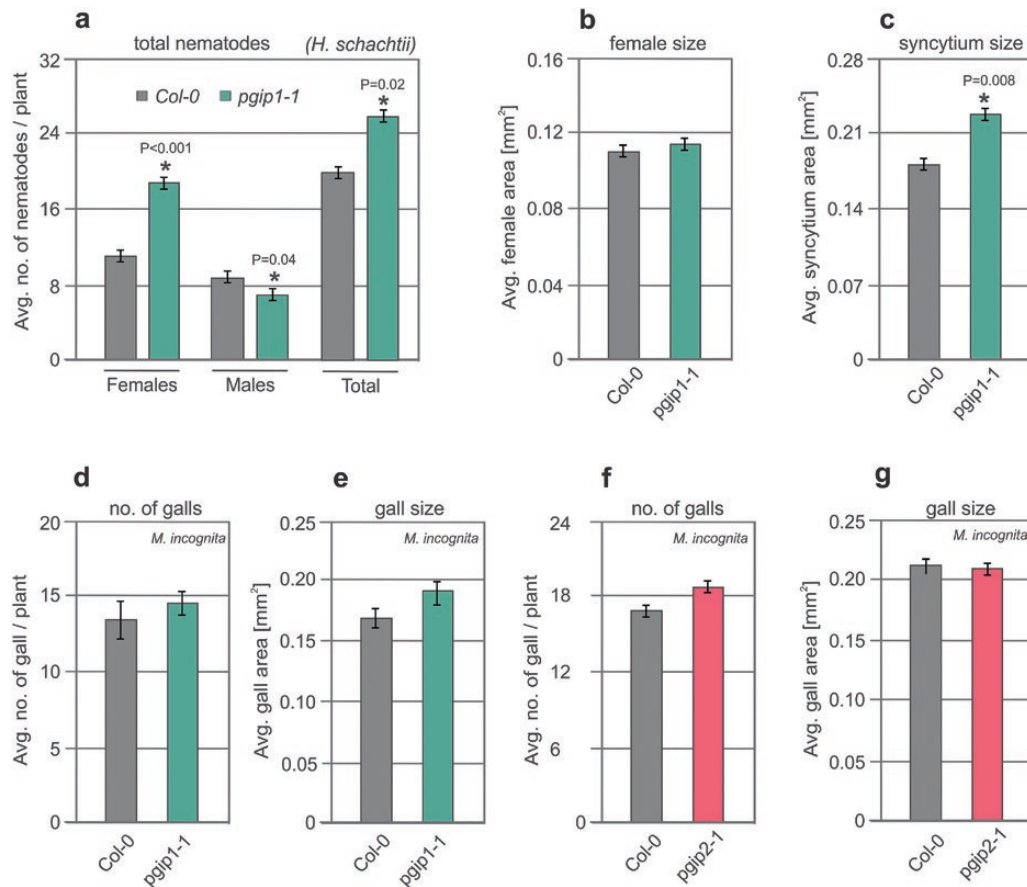 a
total nematodes (H. schachtii)
Avg. no. of nematodes / plant
32
24
16
8
0
Col-0 pgip1-1
P<0.001
*
P=0.04
*
P=0.02
*
Females Males Total
b
female size
Avg. female area [mm²]
0.16
0.12
0.08
0.04
0
Col-0 pgip1-1
c
syncytium size
Avg. syncytium area [mm²]
0.28
0.21
0.14
0.07
0
P=0.008
*
Col-0 pgip1-1
d
no. of galls
M. incognita
Avg. no. of gall / plant
20
15
10
5
0
Col-0 pgip1-1
e
gall size
M. incognita
Avg. gall area [mm²]
0.25
0.20
0.15
0.10
0.05
0.00
Col-0 pgip1-1
f
no. of galls
M. incognita
Avg. no. of gall / plant
24
18
12
6
0
Col-0 pgip2-1
g
gall size
M. incognita
Avg. gall area [mm²]
0.25
0.20
0.15
0.10
0.05
0.00
Col-0 pgip2-1